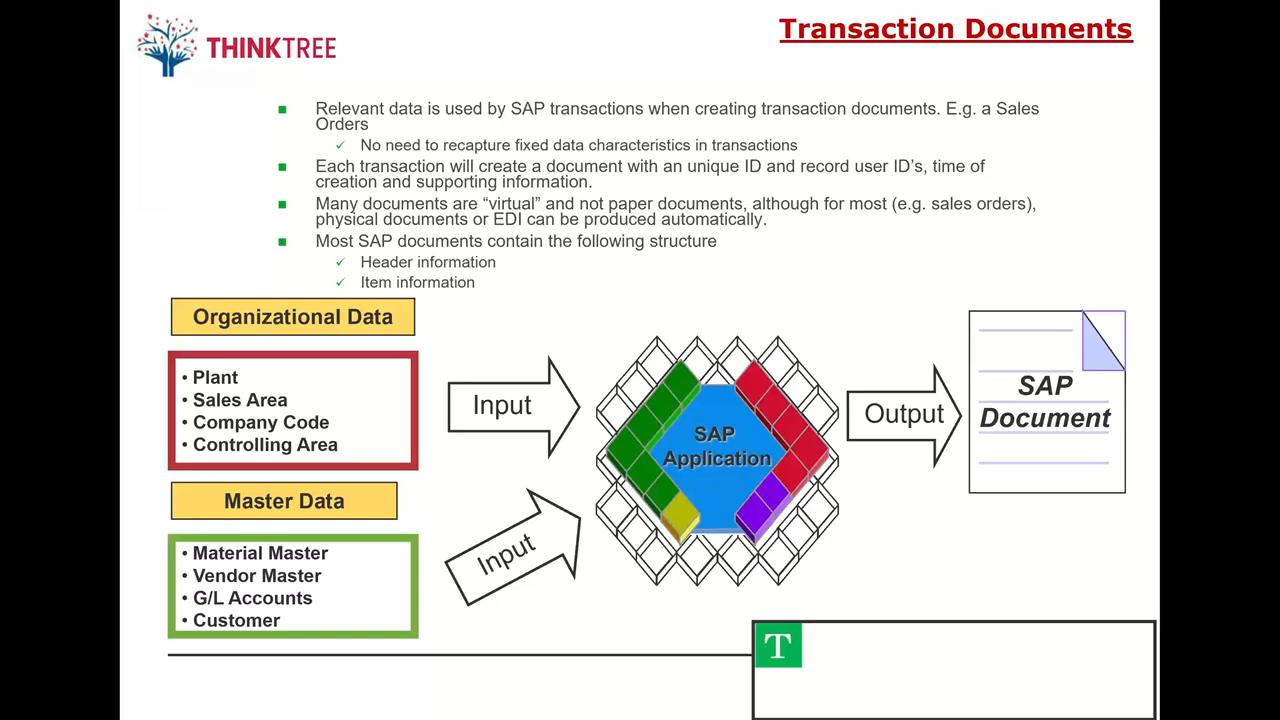 THINKTREE
Transaction Documents
Relevant data is used by SAP transactions when creating transaction documents. E.g. a Sales
Orders
No need to recapture fixed data characteristics in transactions
Each transaction will create a document with an unique ID and record user ID's, time of
creation and supporting information.
Many documents are “virtual” and not paper documents, although for most (e.g. sales orders),
physical documents or EDI can be produced automatically.
Most SAP documents contain the following structure
Header information
Item information
Organizational Data
• Plant
• Sales Area
• Company Code
• Controlling Area
Input
SAP
Application
Output
SAP
Document
Master Data
• Material Master
• Vendor Master
• G/L Accounts
• Customer
Input
T